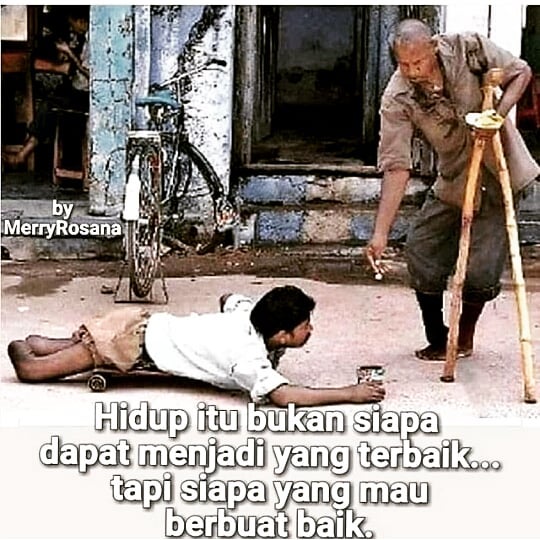 by
MerryRosana
Hidup itu bukan siapa
dapat menjadi yang terbaik...
tapi siapa yang mau
berbuat baik.